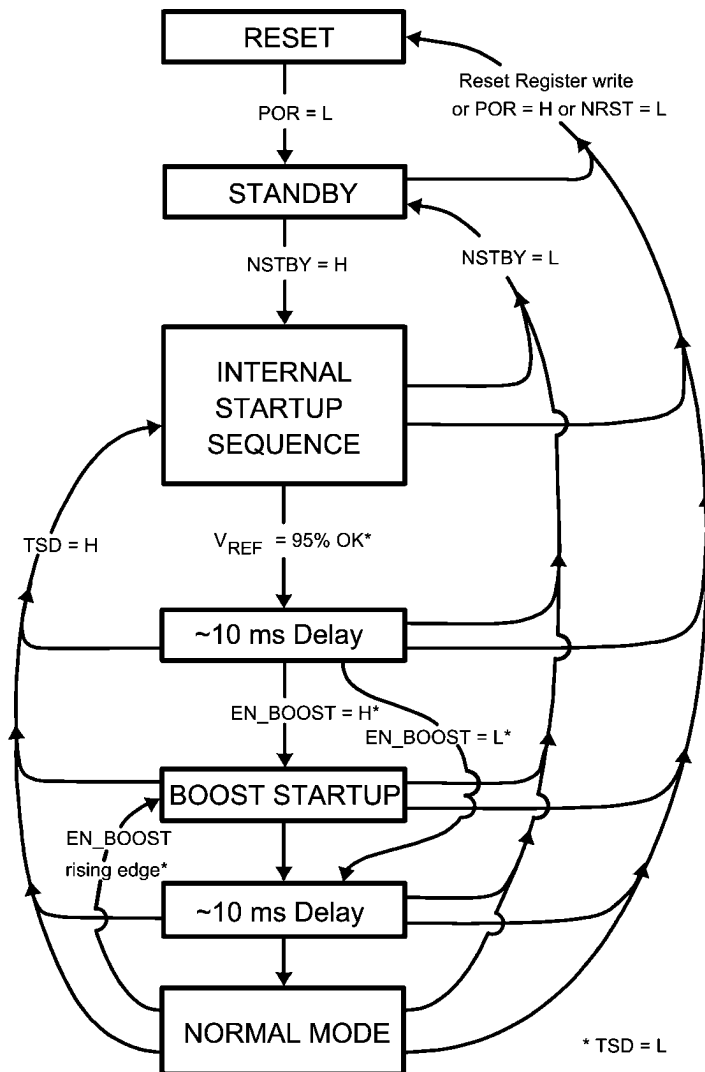 RESET
Reset Register write
or POR = H or NRST = L
POR = L
STANDBY
NSTBY = H
NSTBY = L
INTERNAL
STARTUP
SEQUENCE
TSD = H
VREF = 95% OK*
~10 ms Delay
EN_BOOST = H*
EN_BOOST = L*
BOOST STARTUP
EN_BOOST
rising edge*
~10 ms Delay
NORMAL MODE
* TSD = L